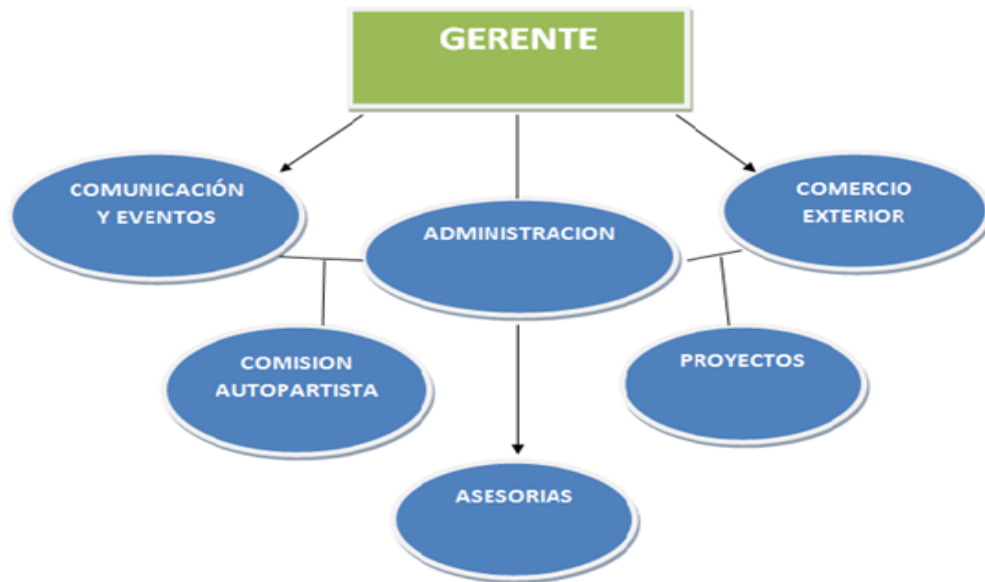 GERENTE
COMUNICACIÓN
Y EVENTOS
ADMINISTRACION
COMERCIO
EXTERIOR
COMISION
AUTOPARTISTA
PROYECTOS
ASESORIAS